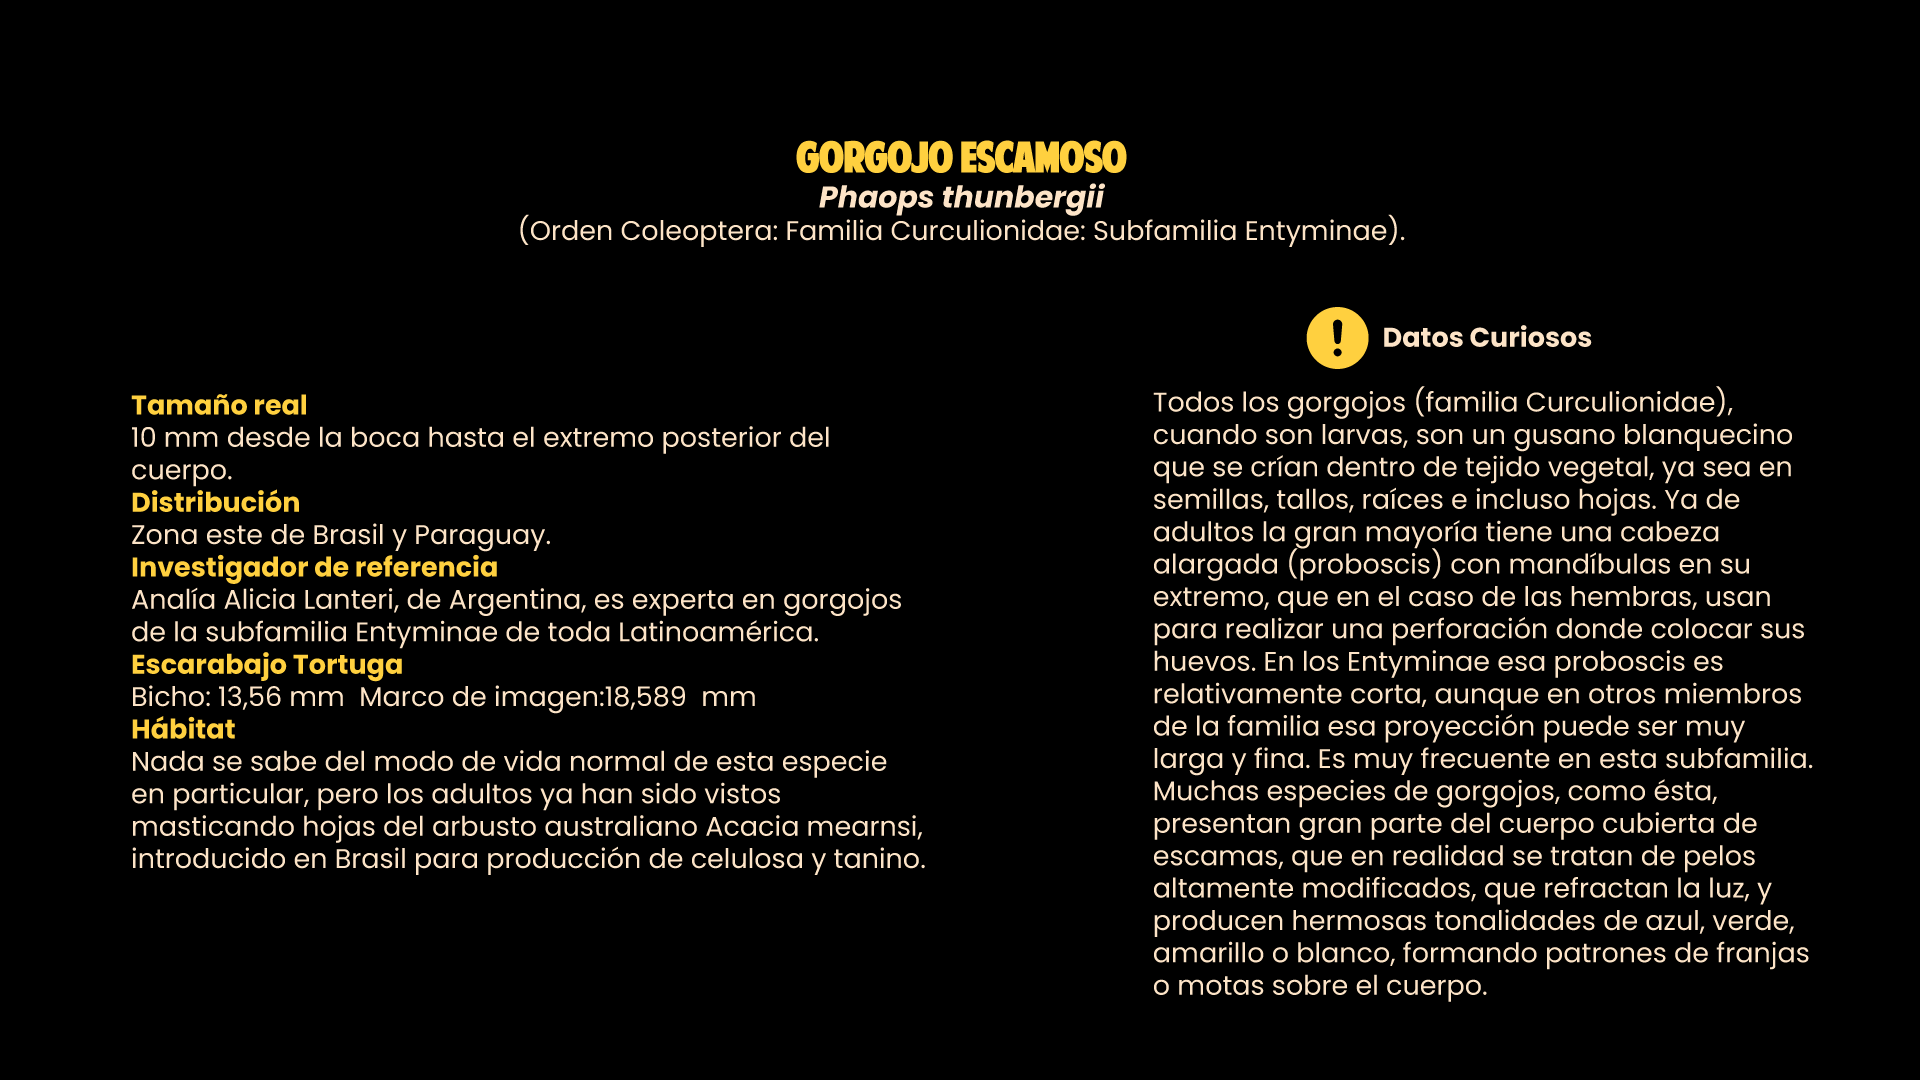 GORGOJO ESCAMOSO
Phaops thunbergii
(Orden Coleoptera: Familia Curculionidae: Subfamilia Entyminae).
Tamaño real
10 mm desde la boca hasta el extremo posterior del
cuerpo.
Distribución
Zona este de Brasil y Paraguay.
Investigador de referencia
Analía Alicia Lanteri, de Argentina, es experta en gorgojos
de la subfamilia Entyminae de toda Latinoamérica.
Escarabajo Tortuga
Bicho: 13,56 mm  Marco de imagen:18,589  mm
Hábitat
Nada se sabe del modo de vida normal de esta especie
en particular, pero los adultos ya han sido vistos
masticando hojas del arbusto australiano Acacia mearnsi,
introducido en Brasil para producción de celulosa y tanino.
Datos Curiosos
Todos los gorgojos (familia Curculionidae),
cuando son larvas, son un gusano blanquecino
que se crían dentro de tejido vegetal, ya sea en
semillas, tallos, raíces e incluso hojas. Ya de
adultos la gran mayoría tiene una cabeza
alargada (proboscis) con mandíbulas en su
extremo, que en el caso de las hembras, usan
para realizar una perforación donde colocar sus
huevos. En los Entyminae esa proboscis es
relativamente corta, aunque en otros miembros
de la familia esa proyección puede ser muy
larga y fina. Es muy frecuente en esta subfamilia.
Muchas especies de gorgojos, como ésta,
presentan gran parte del cuerpo cubierta de
escamas, que en realidad se tratan de pelos
altamente modificados, que refractan la luz, y
producen hermosas tonalidades de azul, verde,
amarillo o blanco, formando patrones de franjas
o motas sobre el cuerpo.